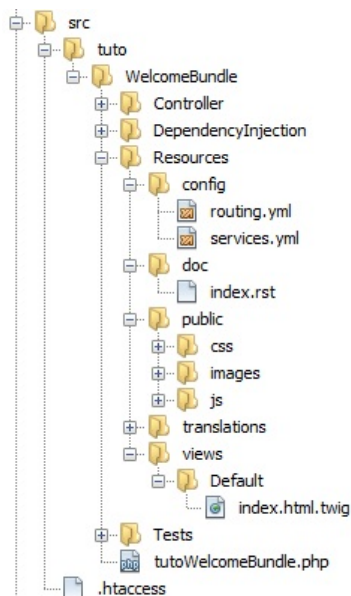 src
tuto
WelcomeBundle
Controller
DependencyInjection
Resources
config
routing.yml
services.yml
doc
index.rst
public
css
images
js
translations
views
Default
index.html.twig
Tests
php tutoWelcomeBundle.php
.htaccess